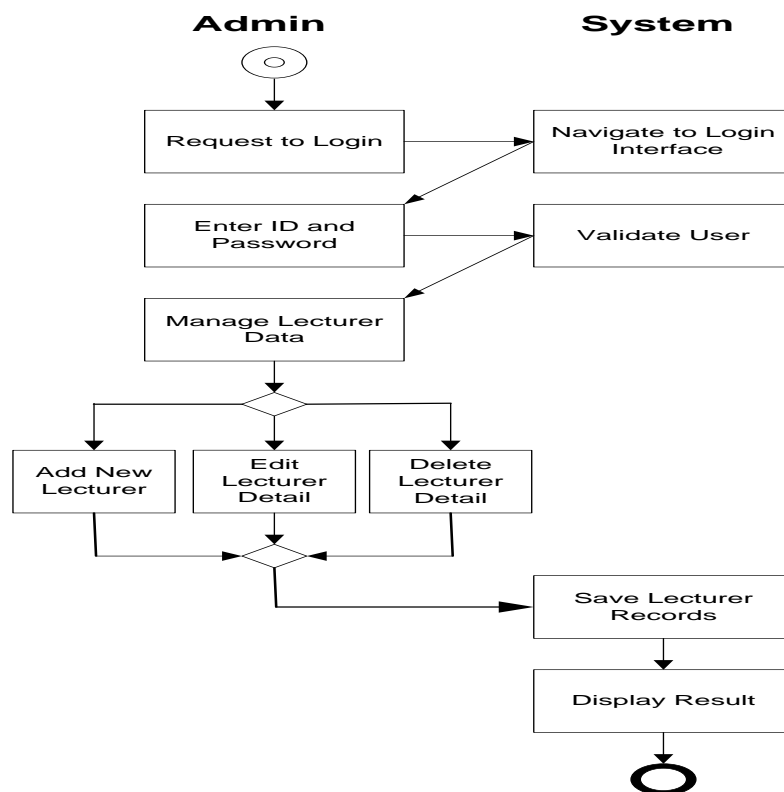 Admin
System
Request to Login
Navigate to Login
Interface
Enter ID and
Password
Validate User
Manage Lecturer
Data
Add New
Lecturer
Edit
Lecturer
Detail
Delete
Lecturer
Detail
Save Lecturer
Records
Display Result